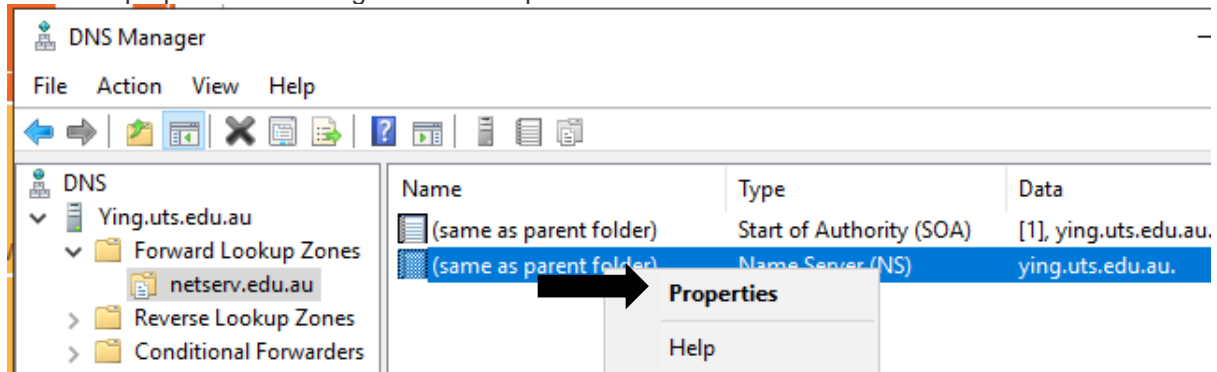 DNS Manager
File Action View Help
DNS
Ying.uts.edu.au
Forward Lookup Zones
netserv.edu.au
Reverse Lookup Zones
Conditional Forwarders
Name Type Data
(same as parent folder) Start of Authority (SOA) [1], ying.uts.edu.au.
(same as parent folder) Name Server (NS) ying.uts.edu.au.
Properties
Help